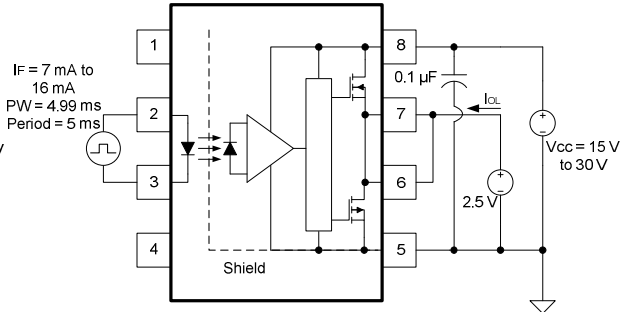 1
8
IF = 7 mA to
16 mA
PW = 4.99 ms
Period = 5 ms
0.1 µF
IOL
2
7
VCC = 15 V
to 30 V
3
6
2.5 V
4
5
Shield